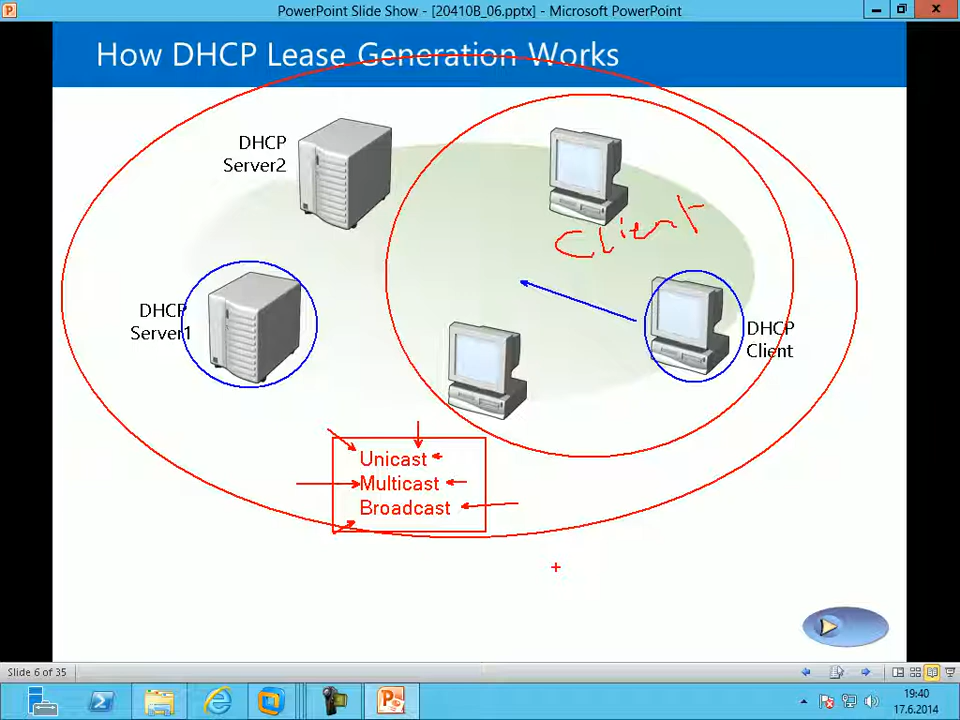 PowerPoint Slide Show - [20410B_06.pptx] - Microsoft PowerPoint
How DHCP Lease Generation Works
DHCP
Server2
Client
DHCP
Server1
DHCP
Client
Unicast
Multicast
Broadcast
Slide 6 of 35
19:40
17.6.2014